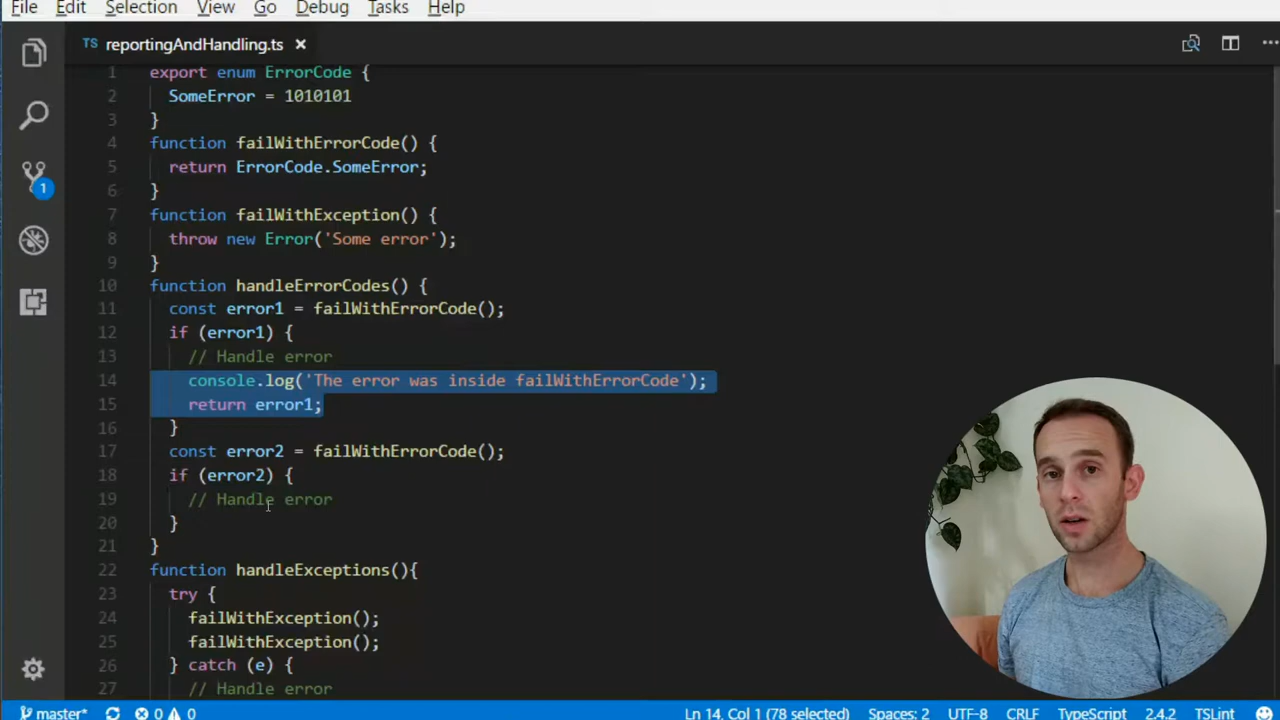 File Edit Selection View Go Debug Tasks Help
TS reportingAndHandling.ts ×
1 export enum ErrorCode {
2 SomeError = 1010101
3 }
4 function failWithErrorCode() {
5 return ErrorCode.SomeError;
6 }
7 function failWithException() {
8 throw new Error('Some error');
9 }
10 function handleErrorCodes() {
11 const error1 = failWithErrorCode();
12 if (error1) {
13 // Handle error
14 console.log('The error was inside failWithErrorCode');
15 return error1;
16 }
17 const error2 = failWithErrorCode();
18 if (error2) {
19 // Handle error
20 }
21 }
22 function handleExceptions(){
23 try {
24 failWithException();
25 failWithException();
26 } catch (e) {
27 // Handle error
1
master* 0 0 Ln 14, Col 1 (78 selected) Spaces: 2 UTF-8 CRLF TypeScript 2.4.2 TSLint